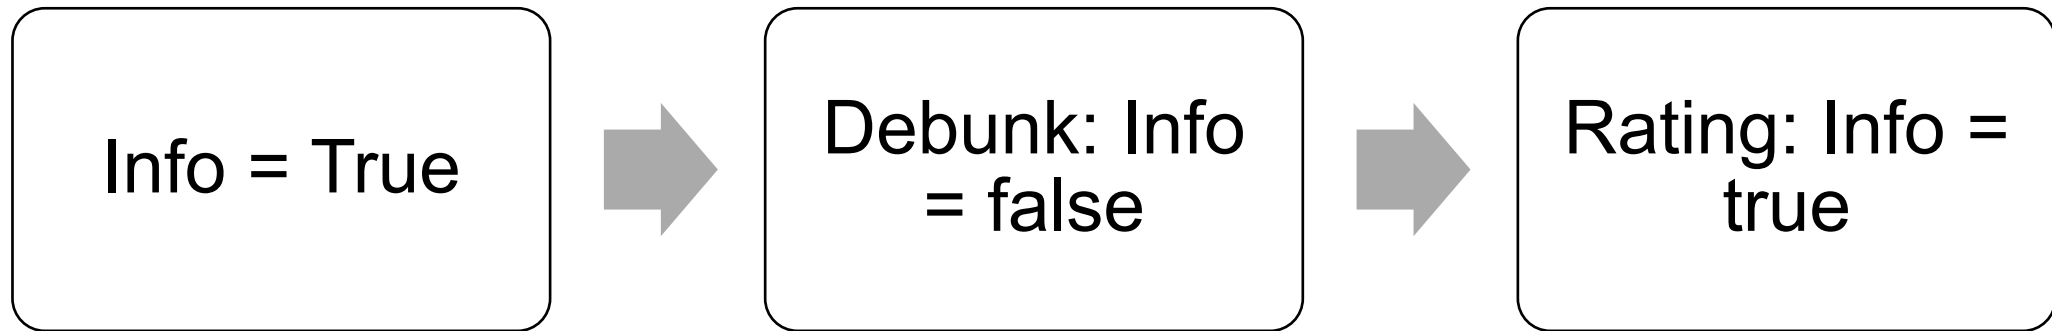 Info = True
Debunk: Info
= false
Rating: Info =
true